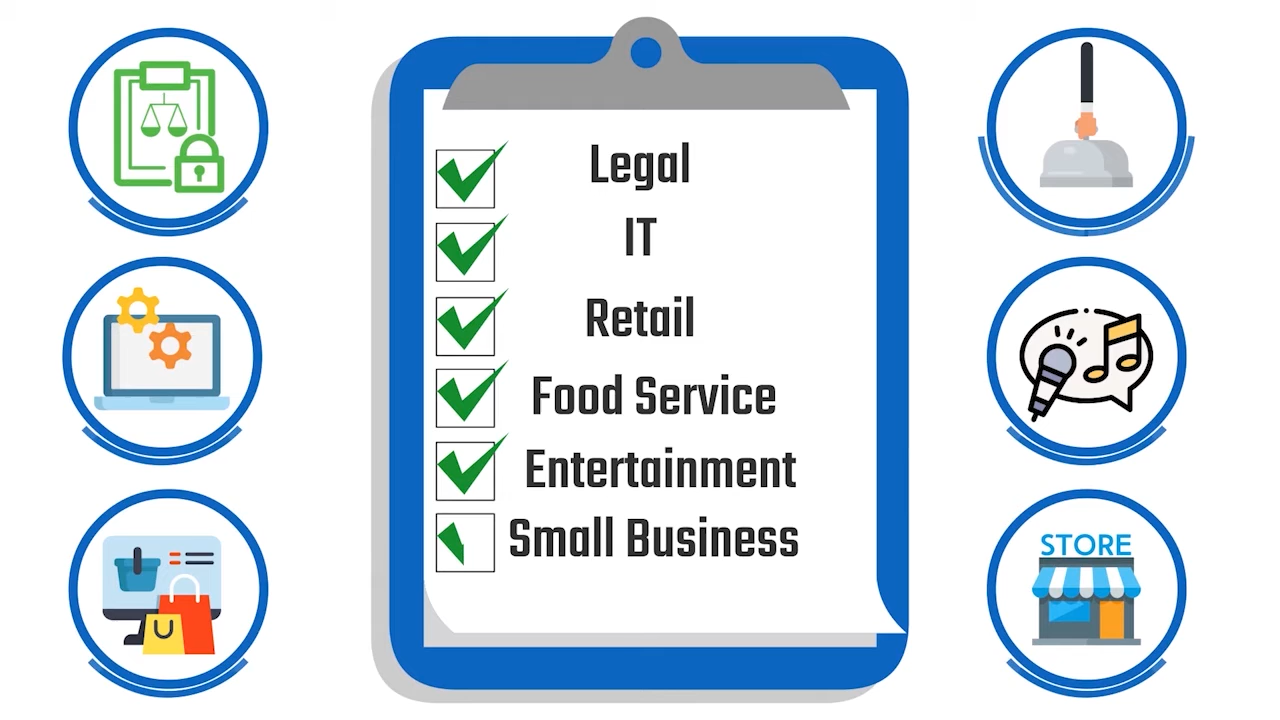 Legal
IT
Retail
Food Service
Entertainment
Small Business
STORE